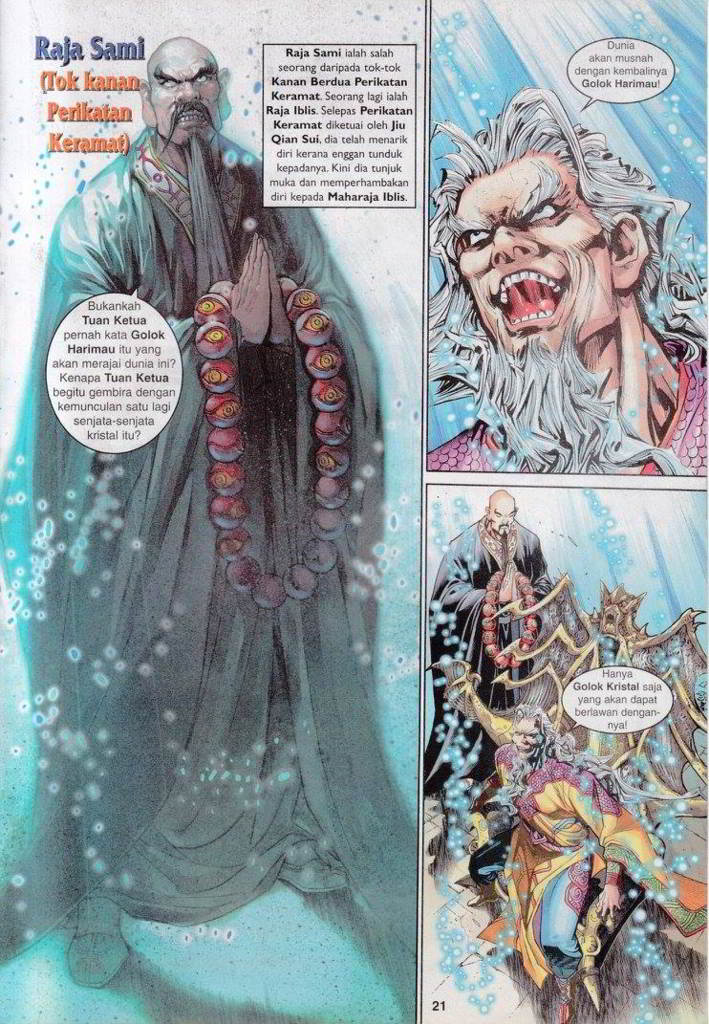 Raja Sami
(Tok kanan
Perikatan
Keramat)
Raja Sami ialah salah
seorang daripada tok-tok
Kanan Berdua Perikatan
Keramat. Seorang lagi ialah
Raja Iblis. Selepas Perikatan
Keramat diketuai oleh Jiu
Qian Sui, dia telah menarik
diri kerana enggan tunduk
kepadanya. Kini dia tunjuk
muka dan memperhambakan
diri kepada Maharaja Iblis.
Bukankah
Tuan Ketua
pernah kata Golok
Harimau itu yang
akan merajai dunia ini?
Kenapa Tuan Ketua
begitu gembira dengan
kemunculan satu lagi
senjata-senjata
kristal itu?
Dunia
akan musnah
dengan kembalinya
Golok Harimau!
Hanya
Golok Kristal saja
yang akan dapat
berlawan dengan-
nya!
21